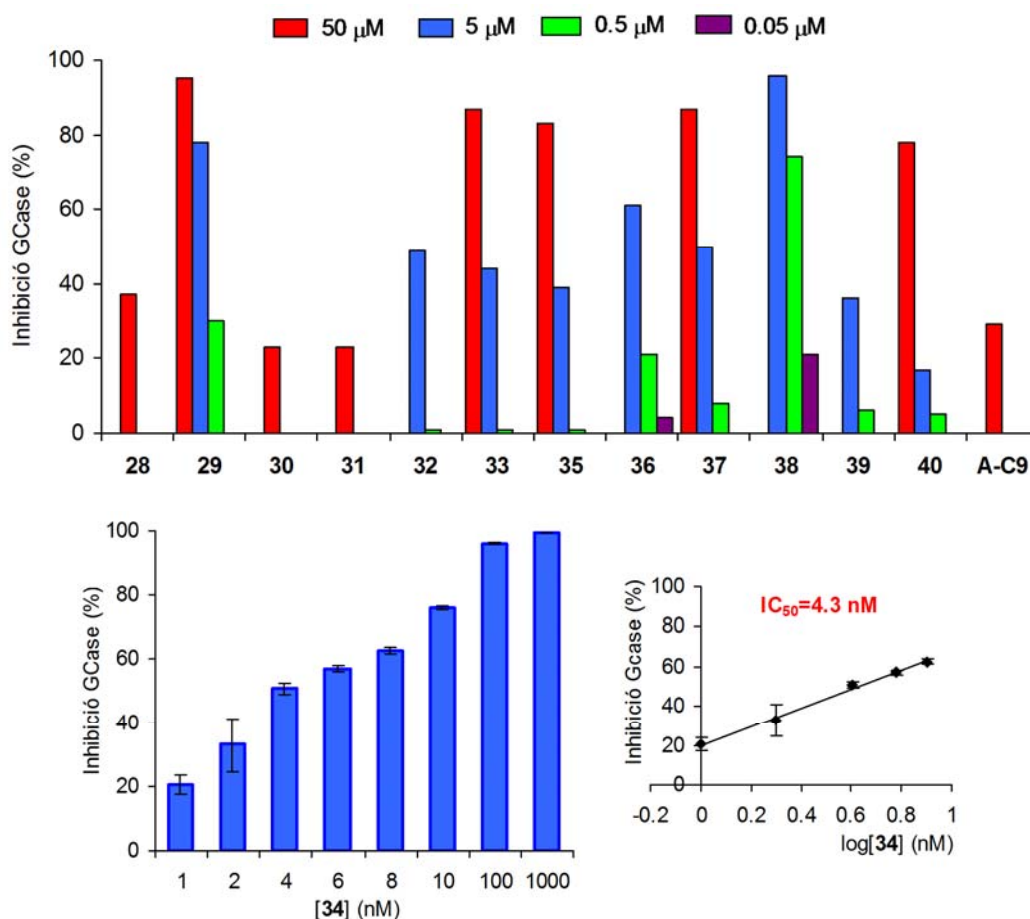 50 µM 5 µM 0.5 µM 0.05 µM
Inhibició GCase (%)
100
80
60
40
20
0
28 29 30 31 32 33 35 36 37 38 39 40 A-C9
Inhibició GCase (%)
100
80
60
40
20
0
1 2 4 6 8 10 100 1000
[34] (nM)
Inhibició Gcase (%)
IC50=4.3 nM
100
80
60
40
20
0
-0.2 0 0.2 0.4 0.6 0.8 1
log[34] (nM)